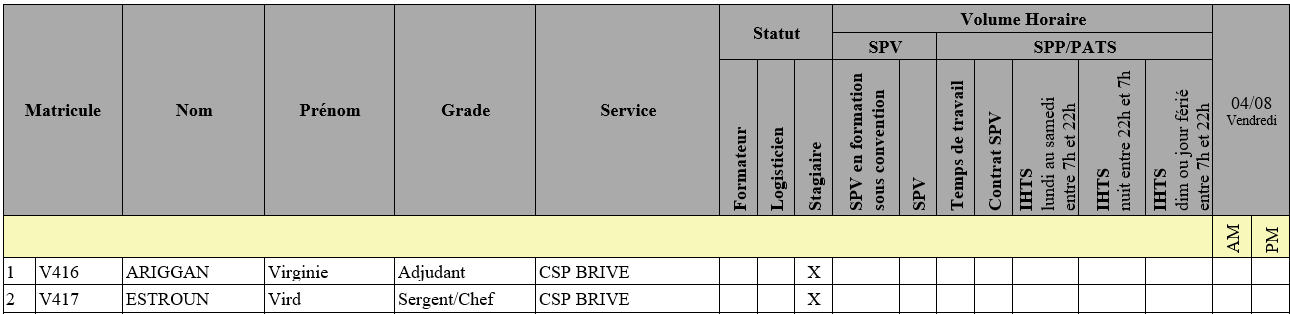 Matricule
Nom
Prénom
Grade
Service
Statut
Formateur
Logisticien
Stagiaire
Volume Horaire
SPV
SPP/PATS
SPV en formation
sous convention
SPV
Temps de travail
Contrat SPV
IHTS
lundi au samedi
entre 7h et 22h
IHTS
nuit entre 22h et 7h
IHTS
dim ou jour férié
entre 7h et 22h
04/08
Vendredi
AM
PM
1 V416 ARIGGAN Virginie Adjudant CSP BRIVE X
2 V417 ESTROUN Vird Sergent/Chef CSP BRIVE X